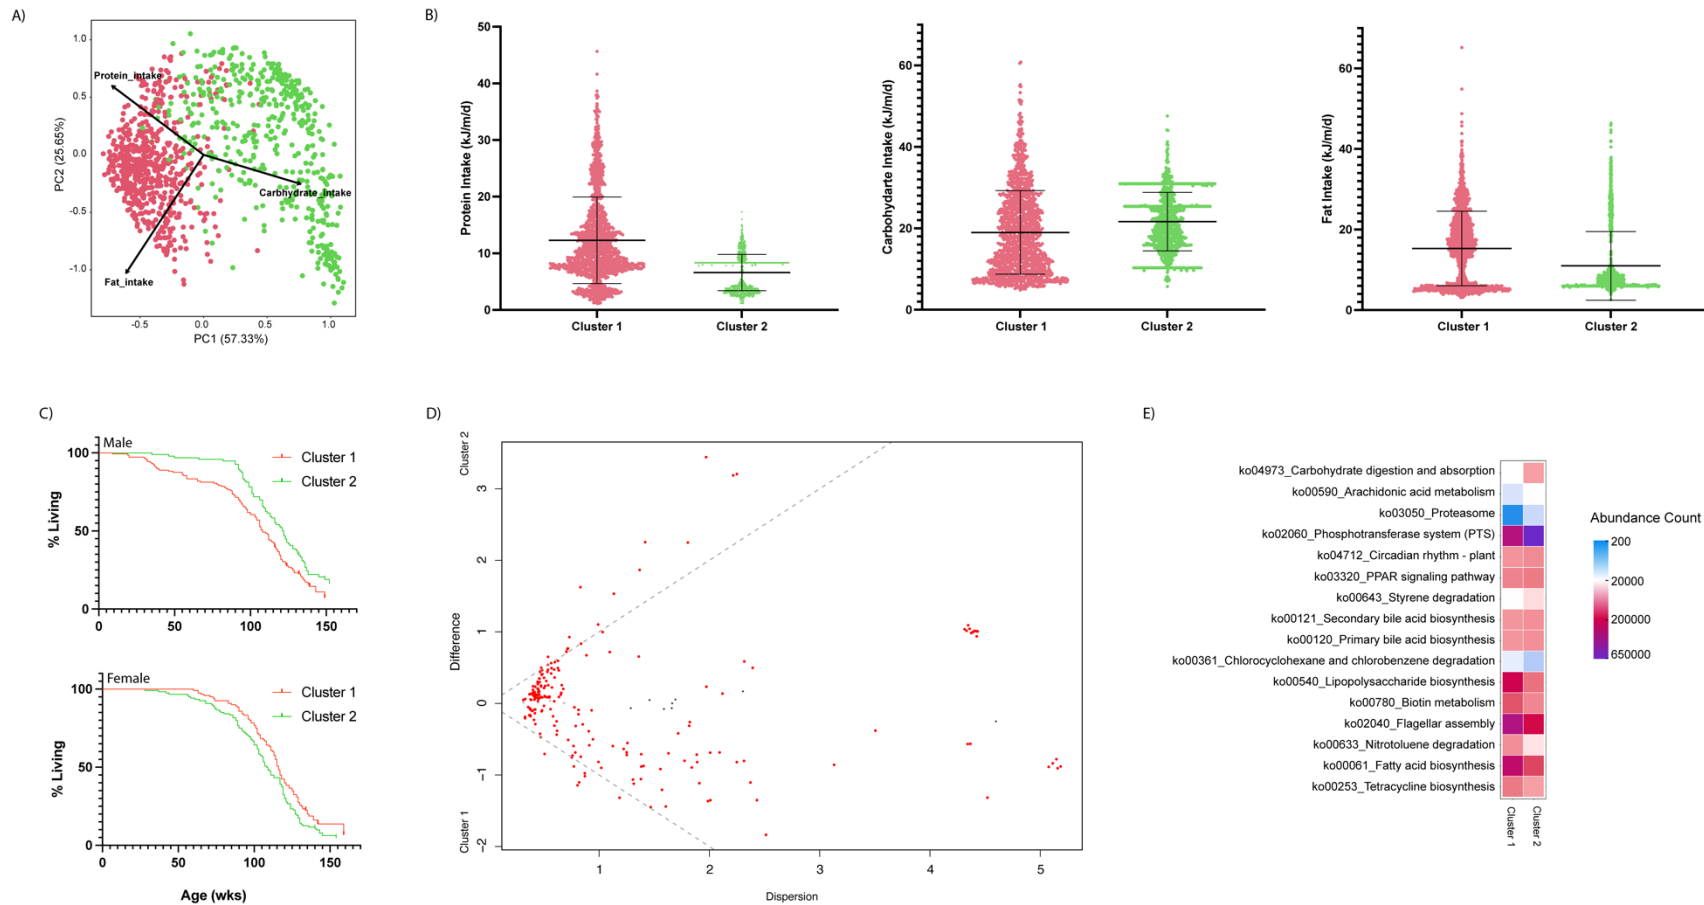 A)
1.0
0.5
0.0
-0.5
-1.0
PC2 (25.65%)
Protein_intake
Carbhydrate_intake
Fat_intake
-0.5
0.0
0.5
1.0
PC1 (57.33%)
B)
Protein Intake (kJ/m/d)
50
40
30
20
10
0
Cluster 1
Cluster 2
Carbohydarte Intake (kJ/m/d)
60
40
20
0
Cluster 1
Cluster 2
Fat Intake (kJ/m/d)
60
40
20
0
Cluster 1
Cluster 2
C)
Male
% Living
100
50
0
Cluster 1
Cluster 2
0
50
100
150
Female
% Living
100
50
0
Cluster 1
Cluster 2
0
50
100
150
Age (wks)
D)
Cluster 2
Difference
Cluster 1
3
2
1
0
-1
-2
1
2
3
4
5
Dispersion
E)
ko04973_Carbohydrate digestion and absorption
ko00590_Arachidonic acid metabolism
ko03050_Proteasome
ko02060_Phosphotransferase system (PTS)
ko04712_Circadian rhythm - plant
ko03320_PPAR signaling pathway
ko00643_Styrene degradation
ko00121_Secondary bile acid biosynthesis
ko00120_Primary bile acid biosynthesis
ko00361_Chlorocyclohexane and chlorobenzene degradation
ko00540_Lipopolysaccharide biosynthesis
ko00780_Biotin metabolism
ko02040_Flagellar assembly
ko00633_Nitrotoluene degradation
ko00061_Fatty acid biosynthesis
ko00253_Tetracycline biosynthesis
Cluster 1
Cluster 2
Abundance Count
200
20000
200000
650000